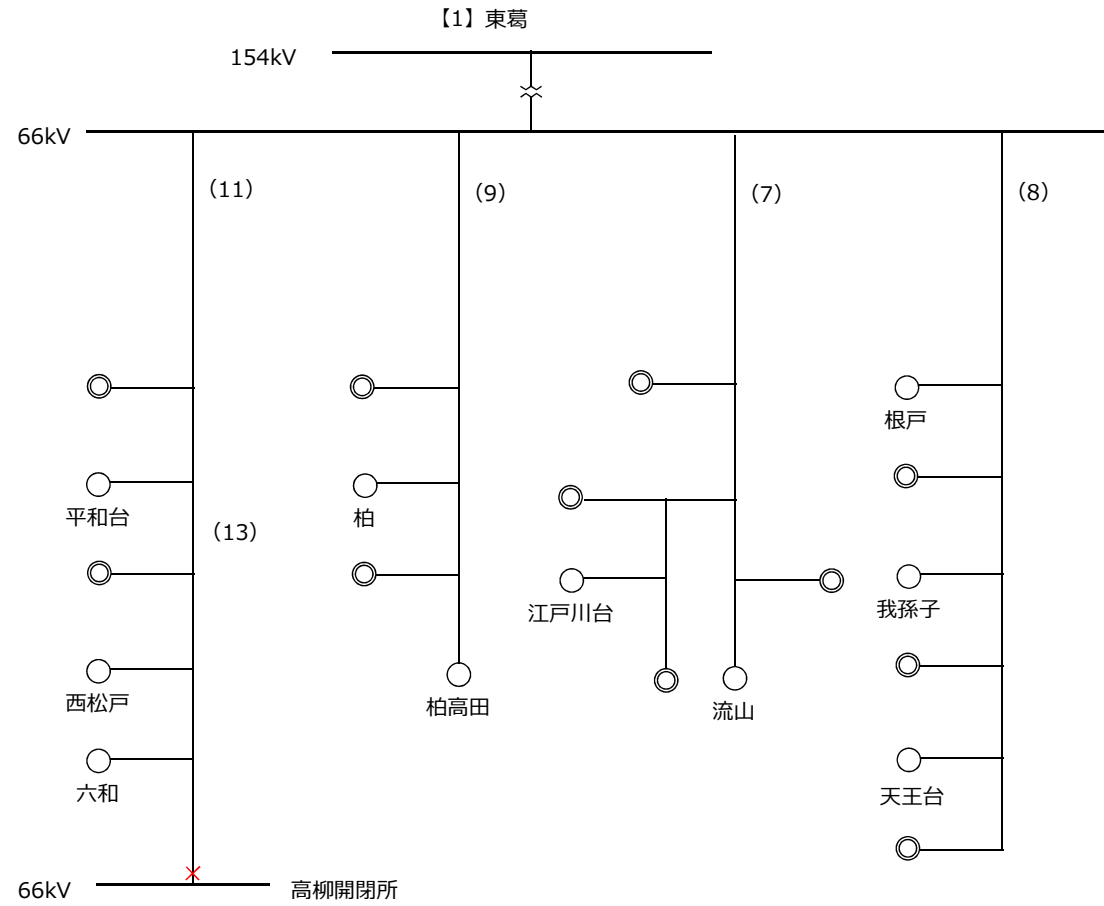 【1】東葛
154kV
66kV
（11）
（9）
（7）
（8）
根戸
平和台
柏
（13）
江戸川台
我孫子
西松戸
柏高田
流山
六和
天王台
66kV
高柳開閉所